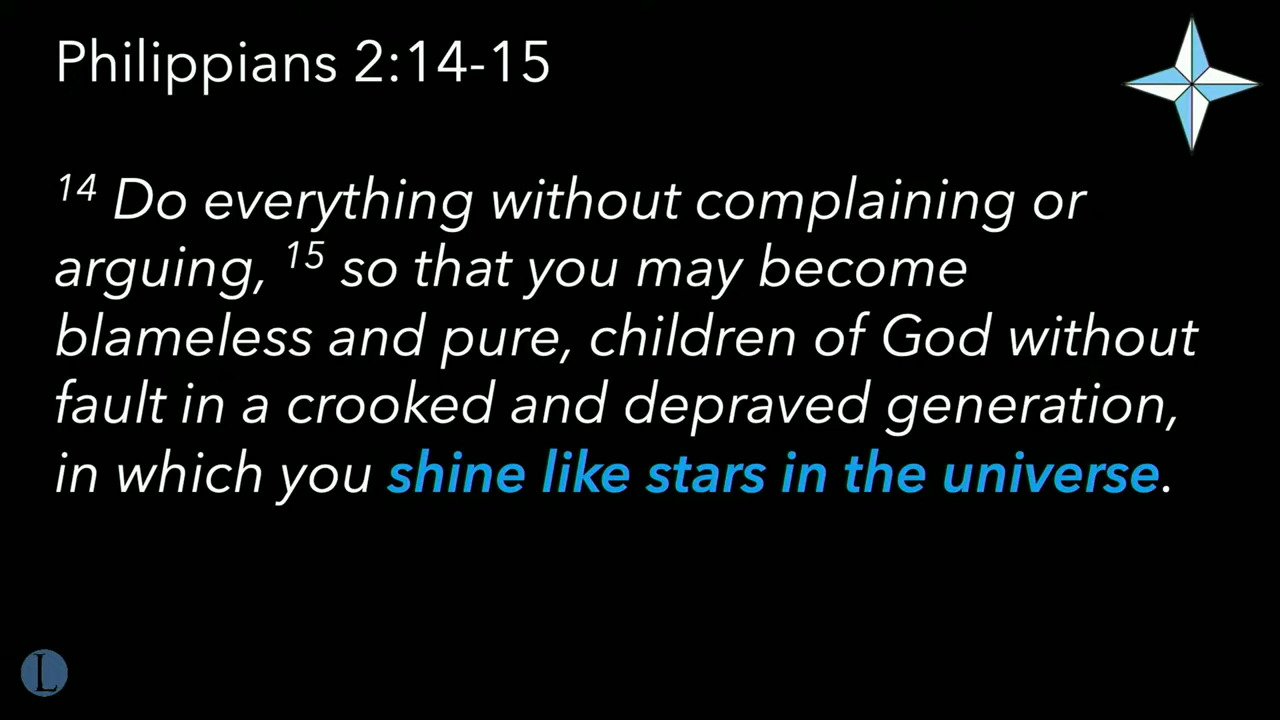 Philippians 2:14-15
14 Do everything without complaining or
arguing, 15 so that you may become
blameless and pure, children of God without
fault in a crooked and depraved generation,
in which you shine like stars in the universe.
L